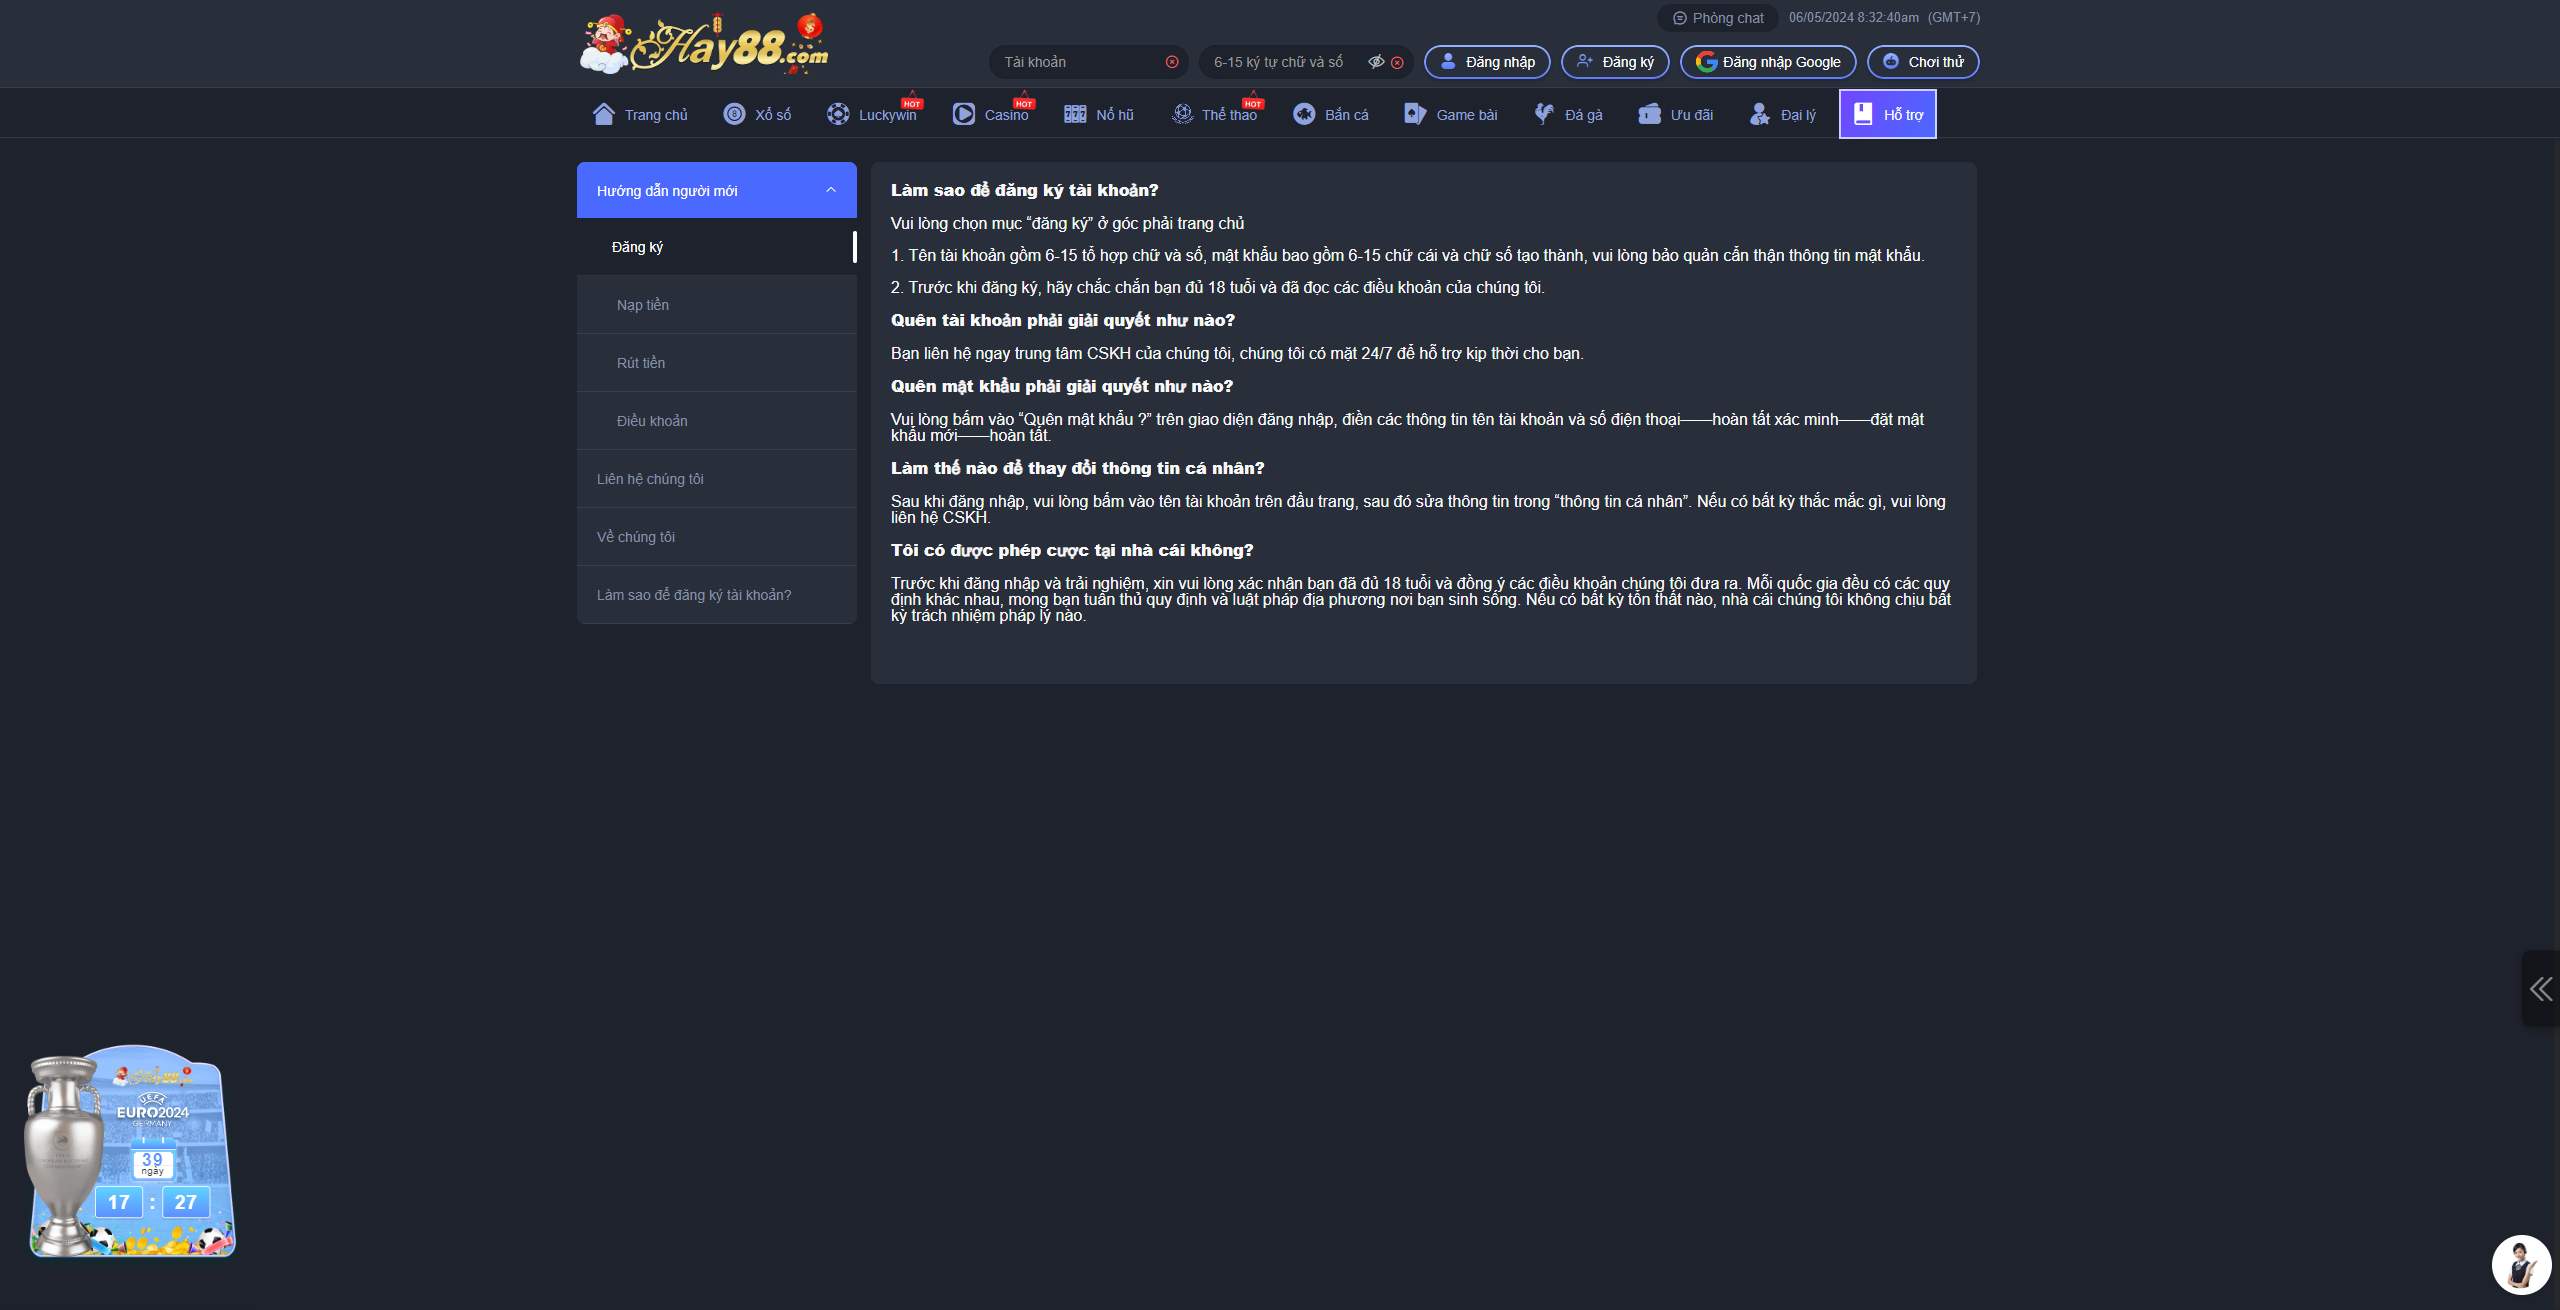 Hay88.com
Phòng chat
06/05/2024 8:32:40am (GMT+7)
Tài khoản
6-15 ký tự chữ và số
Đăng nhập
Đăng ký
Đăng nhập Google
Chơi thử
Trang chủ
Xổ số
Luckywin
HOT
Casino
HOT
Nổ hũ
Thể thao
HOT
Bắn cá
Game bài
Đá gà
Ưu đãi
Đại lý
Hỗ trợ
Hướng dẫn người mới
Đăng ký
Nạp tiền
Rút tiền
Điều khoản
Liên hệ chúng tôi
Về chúng tôi
Làm sao để đăng ký tài khoản?
Làm sao để đăng ký tài khoản?
Vui lòng chọn mục “đăng ký” ở góc phải trang chủ
1. Tên tài khoản gồm 6-15 tổ hợp chữ và số, mật khẩu bao gồm 6-15 chữ cái và chữ số tạo thành, vui lòng bảo quản cẩn thận thông tin mật khẩu.
2. Trước khi đăng ký, hãy chắc chắn bạn đủ 18 tuổi và đã đọc các điều khoản của chúng tôi.
Quên tài khoản phải giải quyết như nào?
Bạn liên hệ ngay trung tâm CSKH của chúng tôi, chúng tôi có mặt 24/7 để hỗ trợ kịp thời cho bạn.
Quên mật khẩu phải giải quyết như nào?
Vui lòng bấm vào “Quên mật khẩu ?” trên giao diện đăng nhập, điền các thông tin tên tài khoản và số điện thoại——hoàn tất xác minh——đặt mật
khẩu mới——hoàn tất.
Làm thế nào để thay đổi thông tin cá nhân?
Sau khi đăng nhập, vui lòng bấm vào tên tài khoản trên đầu trang, sau đó sửa thông tin trong “thông tin cá nhân”. Nếu có bất kỳ thắc mắc gì, vui lòng
liên hệ CSKH.
Tôi có được phép cược tại nhà cái không?
Trước khi đăng nhập và trải nghiệm, xin vui lòng xác nhận bạn đã đủ 18 tuổi và đồng ý các điều khoản chúng tôi đưa ra. Mỗi quốc gia đều có các quy
định khác nhau, mong bạn tuân thủ quy định và luật pháp địa phương nơi bạn sinh sống. Nếu có bất kỳ tổn thất nào, nhà cái chúng tôi không chịu bất
kỳ trách nhiệm pháp lý nào.
Hay88.com
UEFA
EURO2024
GERMANY
39
ngày
17 : 27